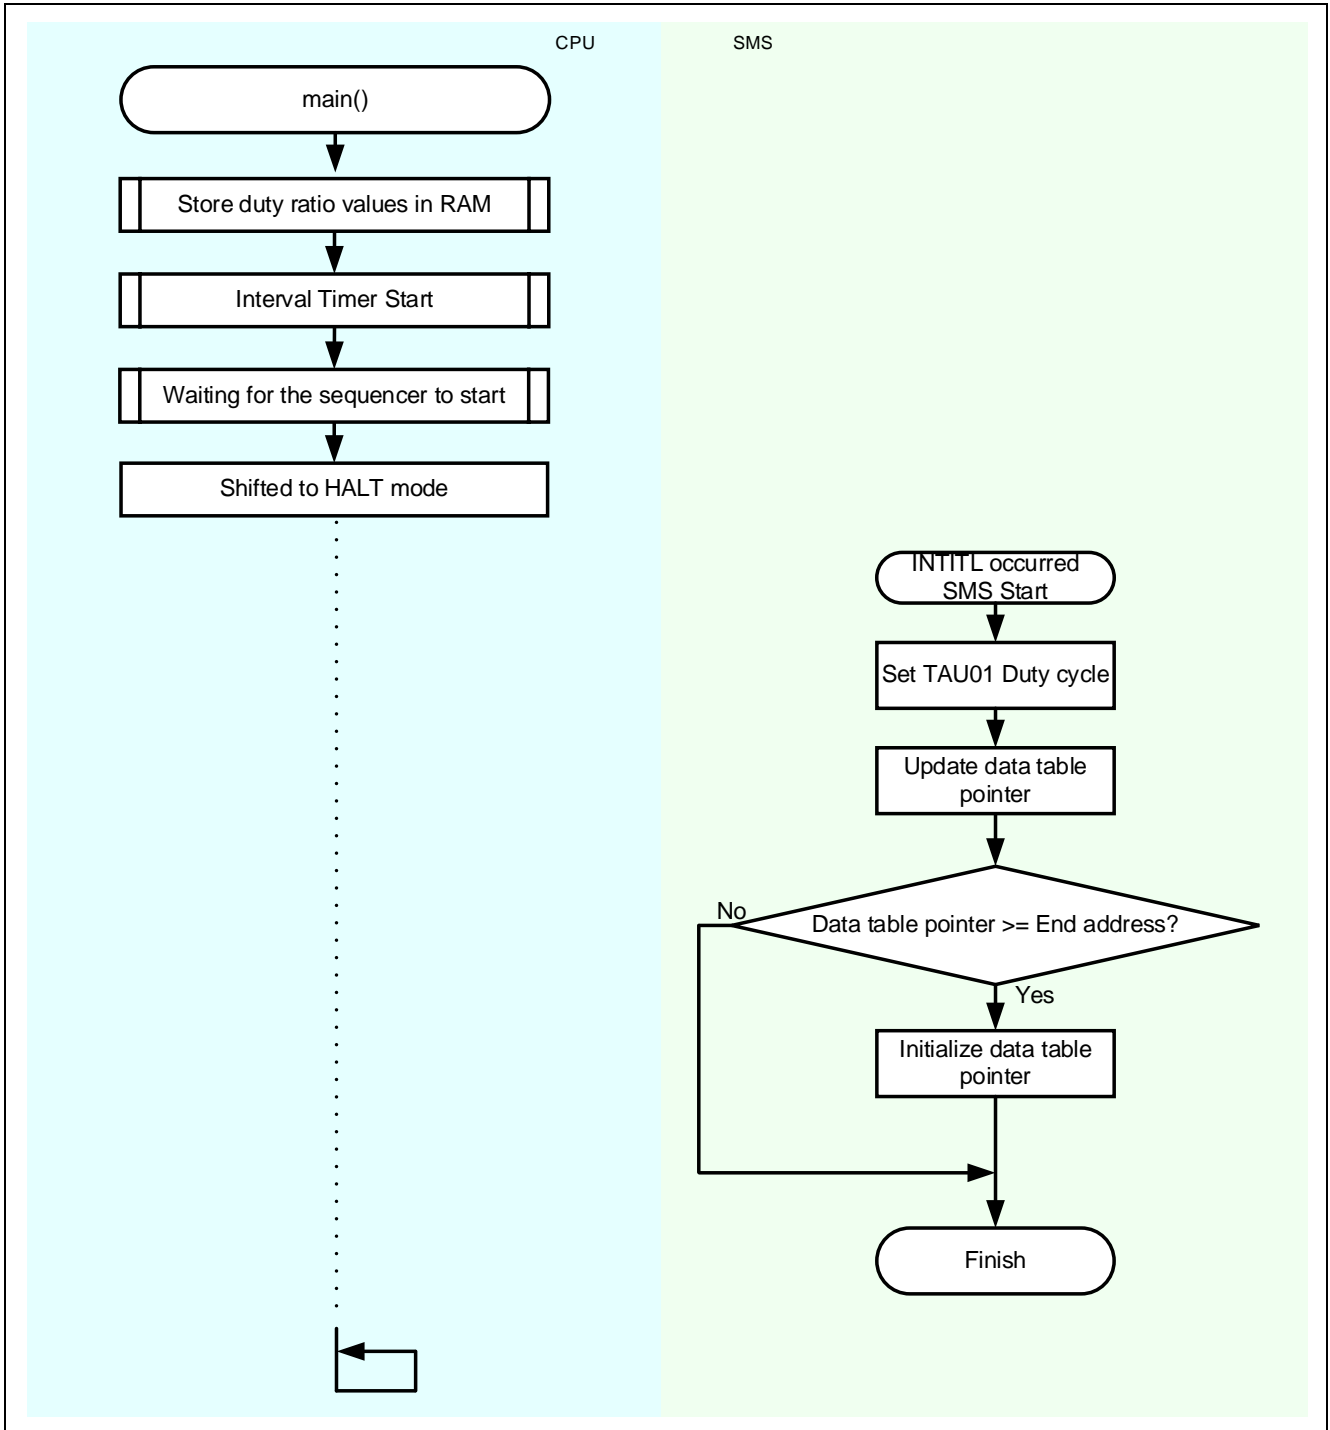 CPU
SMS
main()
Store duty ratio values in RAM
Interval Timer Start
Waiting for the sequencer to start
Shifted to HALT mode
INTITL occurred
SMS Start
Set TAU01 Duty cycle
Update data table
pointer
No
Data table pointer >= End address?
Yes
Initialize data table
pointer
Finish